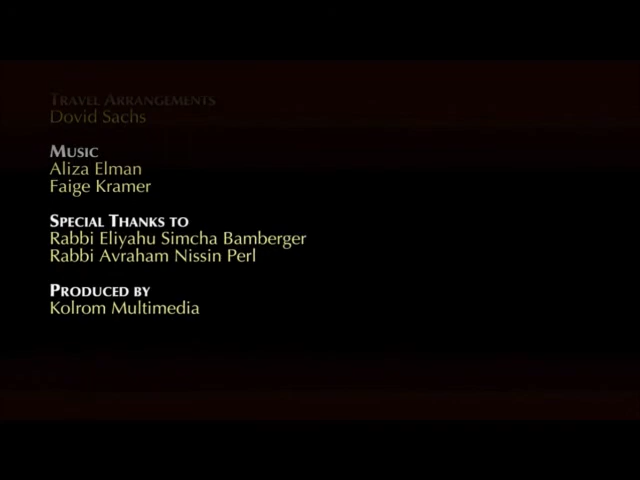 Travel Arrangements
Dovid Sachs
Music
Aliza Elman
Faige Kramer
Special Thanks to
Rabbi Eliyahu Simcha Bamberger
Rabbi Avraham Nissin Perl
Produced by
Kolrom Multimedia